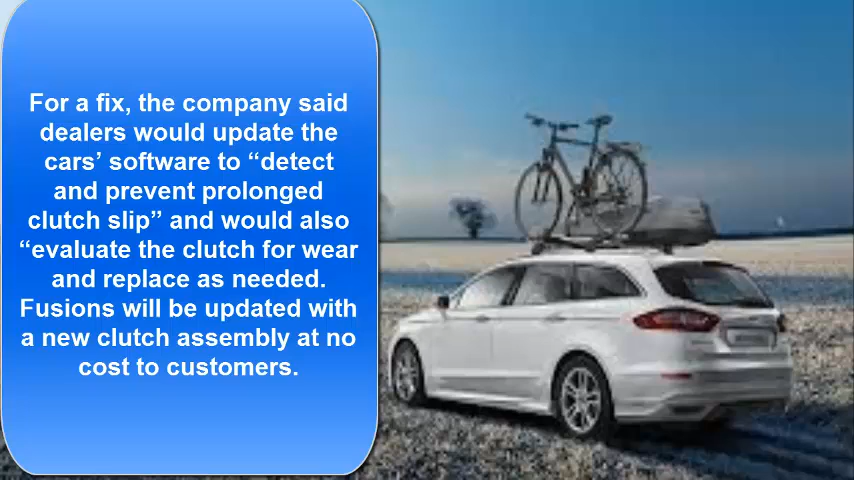 For a fix, the company said
dealers would update the
cars’ software to “detect
and prevent prolonged
clutch slip” and would also
“evaluate the clutch for wear
and replace as needed.
Fusions will be updated with
a new clutch assembly at no
cost to customers.